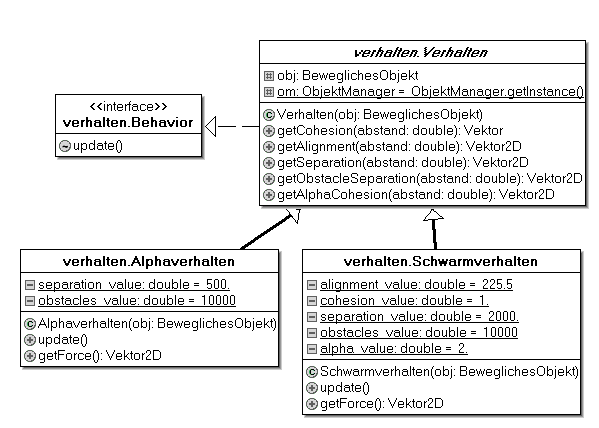 verhalten.Verhalten
obj: BeweglichesObjekt
om: ObjektManager = ObjektManager.getInstance()
Verhalten(obj: BeweglichesObjekt)
getCohesion(abstand: double): Vektor
getAlignment(abstand: double): Vektor2D
getSeparation(abstand: double): Vektor2D
getObstacleSeparation(abstand: double): Vektor2D
getAlphaCohesion(abstand: double): Vektor2D
<<interface>>
verhalten.Behavior
update()
verhalten.Alphaverhalten
separation_value: double = 500.
obstacles_value: double = 10000
Alphaverhalten(obj: BeweglichesObjekt)
update()
getForce(): Vektor2D
verhalten.Schwarmverhalten
alignment_value: double = 225.5
cohesion_value: double = 1.
separation_value: double = 2000.
obstacles_value: double = 10000
alpha_value: double = 2.
Schwarmverhalten(obj: BeweglichesObjekt)
update()
getForce(): Vektor2D